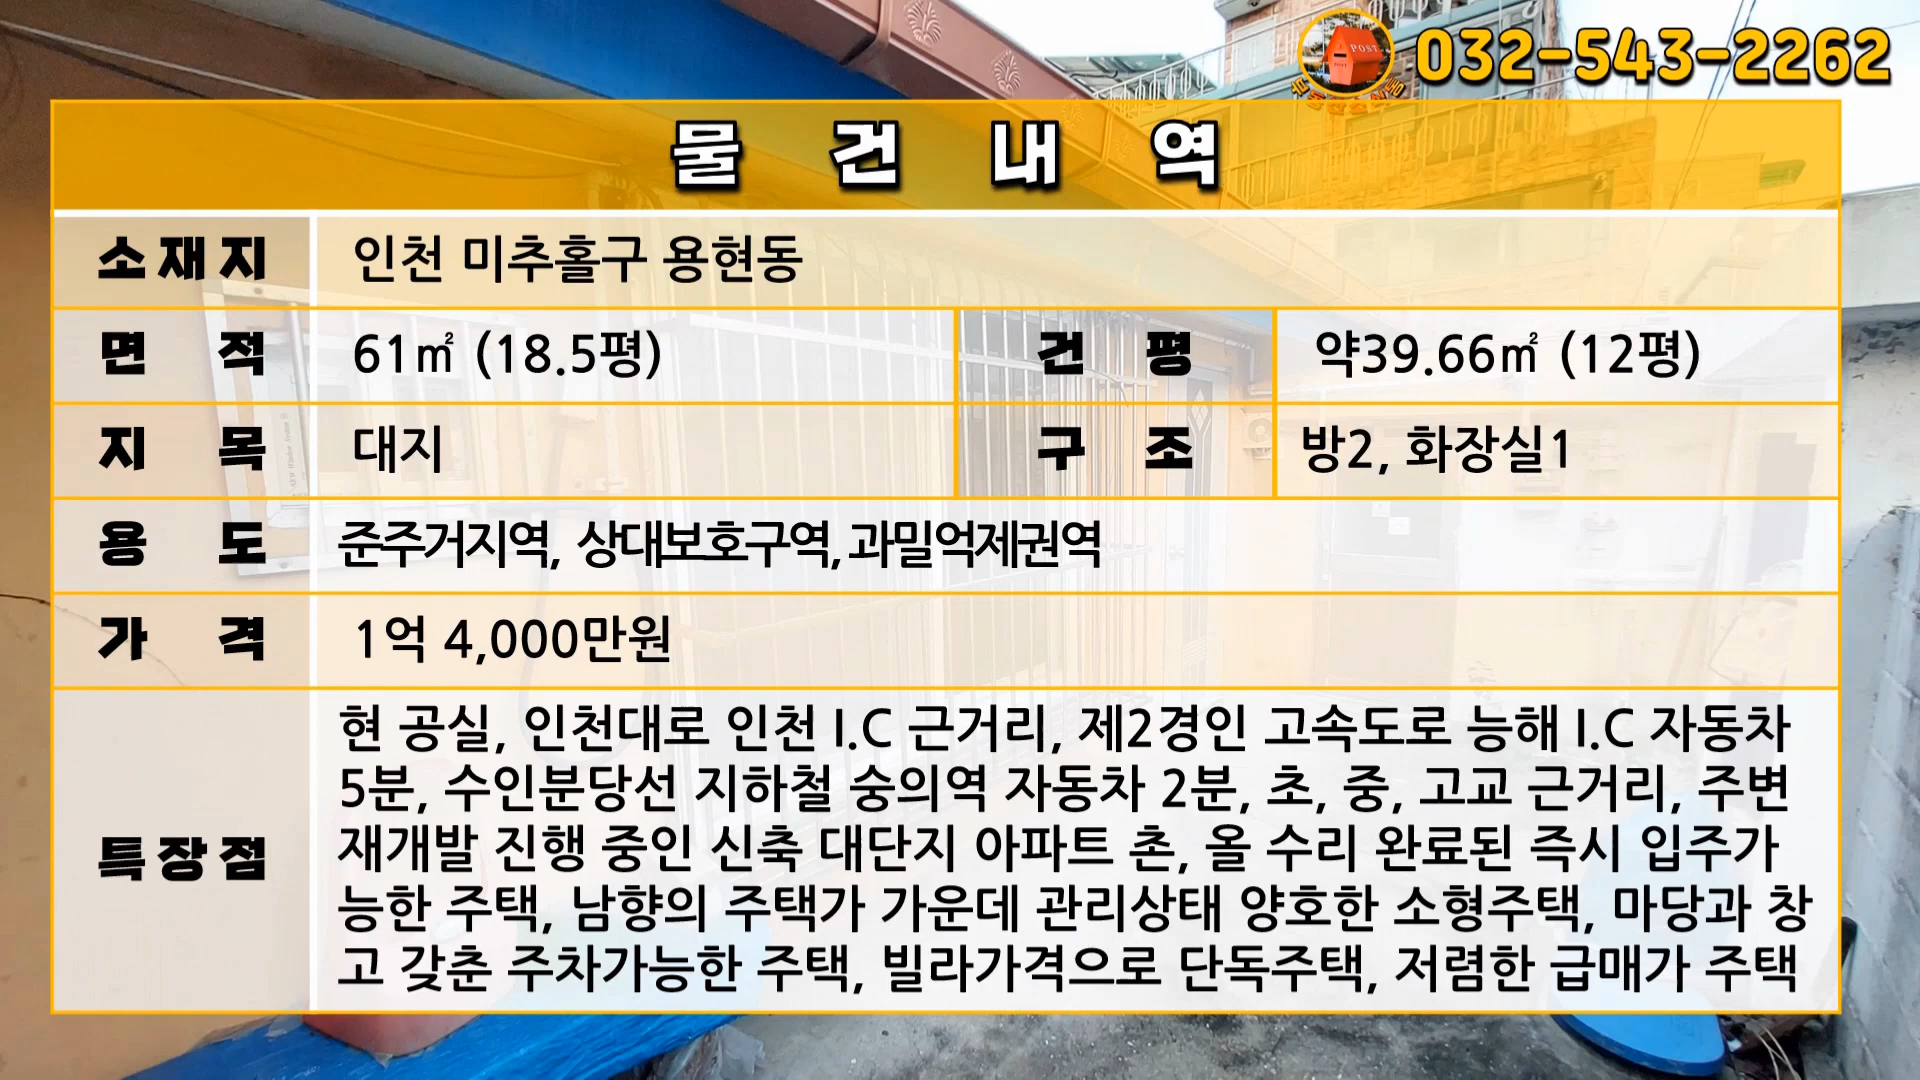 POST
032-543-2262
물 건 내 역
소재지 인천 미추홀구 용현동
면 적 61㎡ (18.5평) 건 평 약39.66㎡ (12평)
지 목 대지 구 조 방2, 화장실1
용 도 준주거지역, 상대보호구역, 과밀억제권역
가 격 1억 4,000만원
특장점
현 공실, 인천대로 인천 I.C 근거리, 제2경인 고속도로 능해 I.C 자동차
5분, 수인분당선 지하철 숭의역 자동차 2분, 초, 중, 고교 근거리, 주변
재개발 진행 중인 신축 대단지 아파트 촌, 올 수리 완료된 즉시 입주가
능한 주택, 남향의 주택가 가운데 관리상태 양호한 소형주택, 마당과 창
고 갖춘 주차가능한 주택, 빌라가격으로 단독주택, 저렴한 급매가 주택